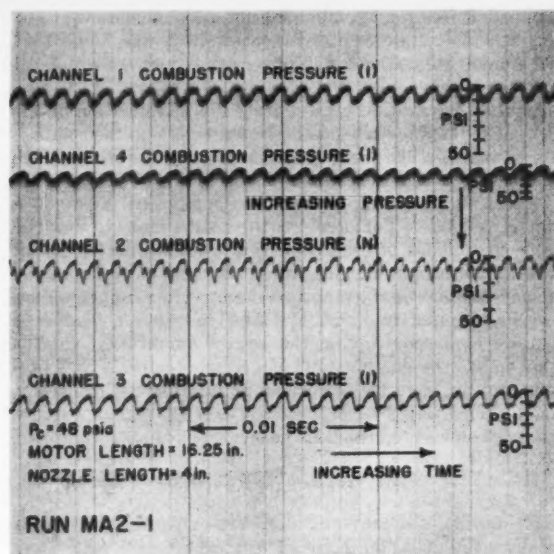 CHANNEL 1 COMBUSTION PRESSURE (I)
0
PSI
50
CHANNEL 4 COMBUSTION PRESSURE (I)
0
PSI
50
INCREASING PRESSURE
CHANNEL 2 COMBUSTION PRESSURE (N)
0
PSI
50
CHANNEL 3 COMBUSTION PRESSURE (I)
0
PSI
50
Pc = 48 psia
0.01 SEC
MOTOR LENGTH = 16.25 in.
NOZZLE LENGTH = 4 in.
INCREASING TIME
RUN MA2-1